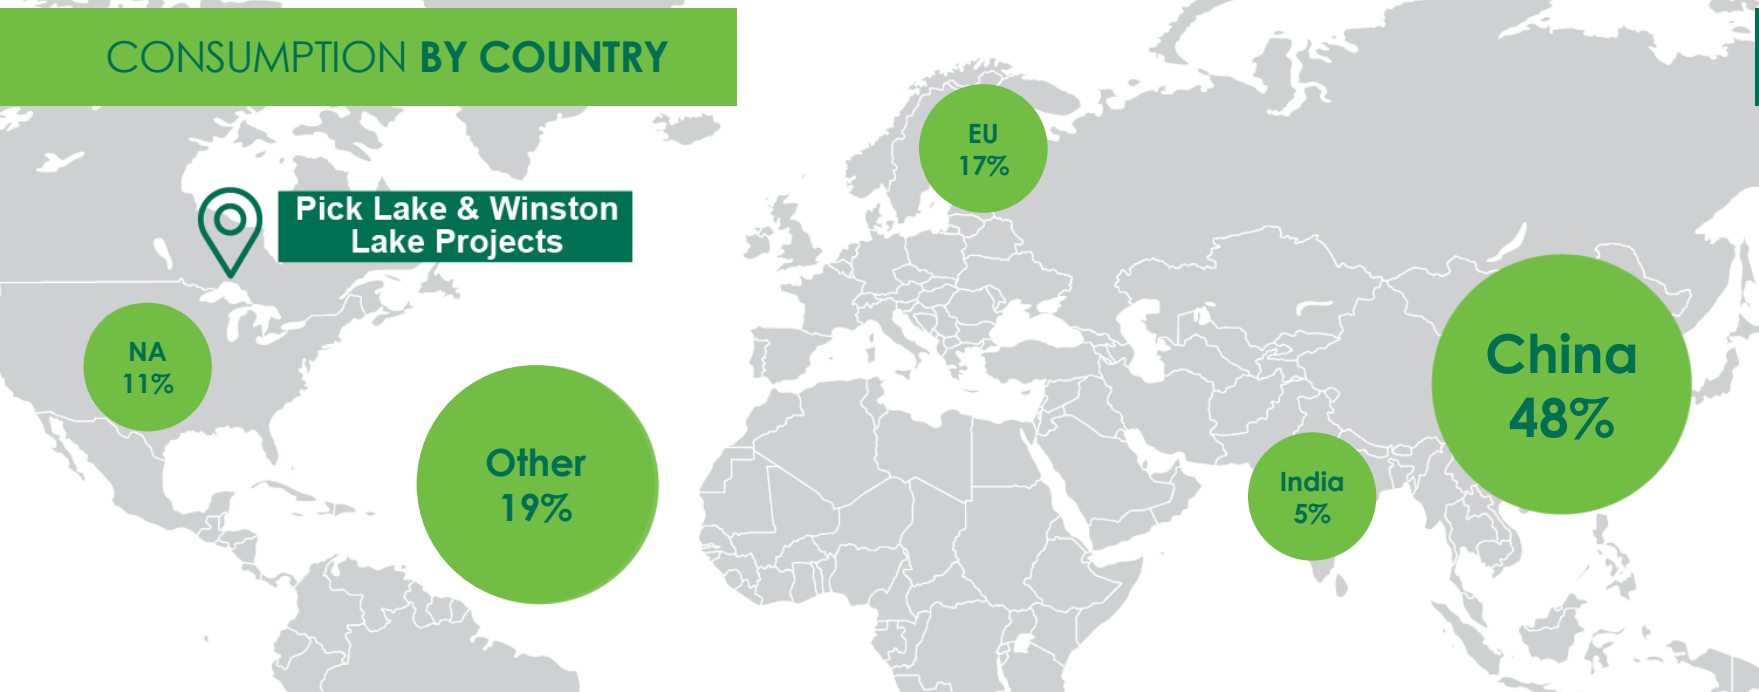 CONSUMPTION BY COUNTRY
EU
17%
Pick Lake & Winston
Lake Projects
NA
11%
China
48%
Other
19%
India
5%